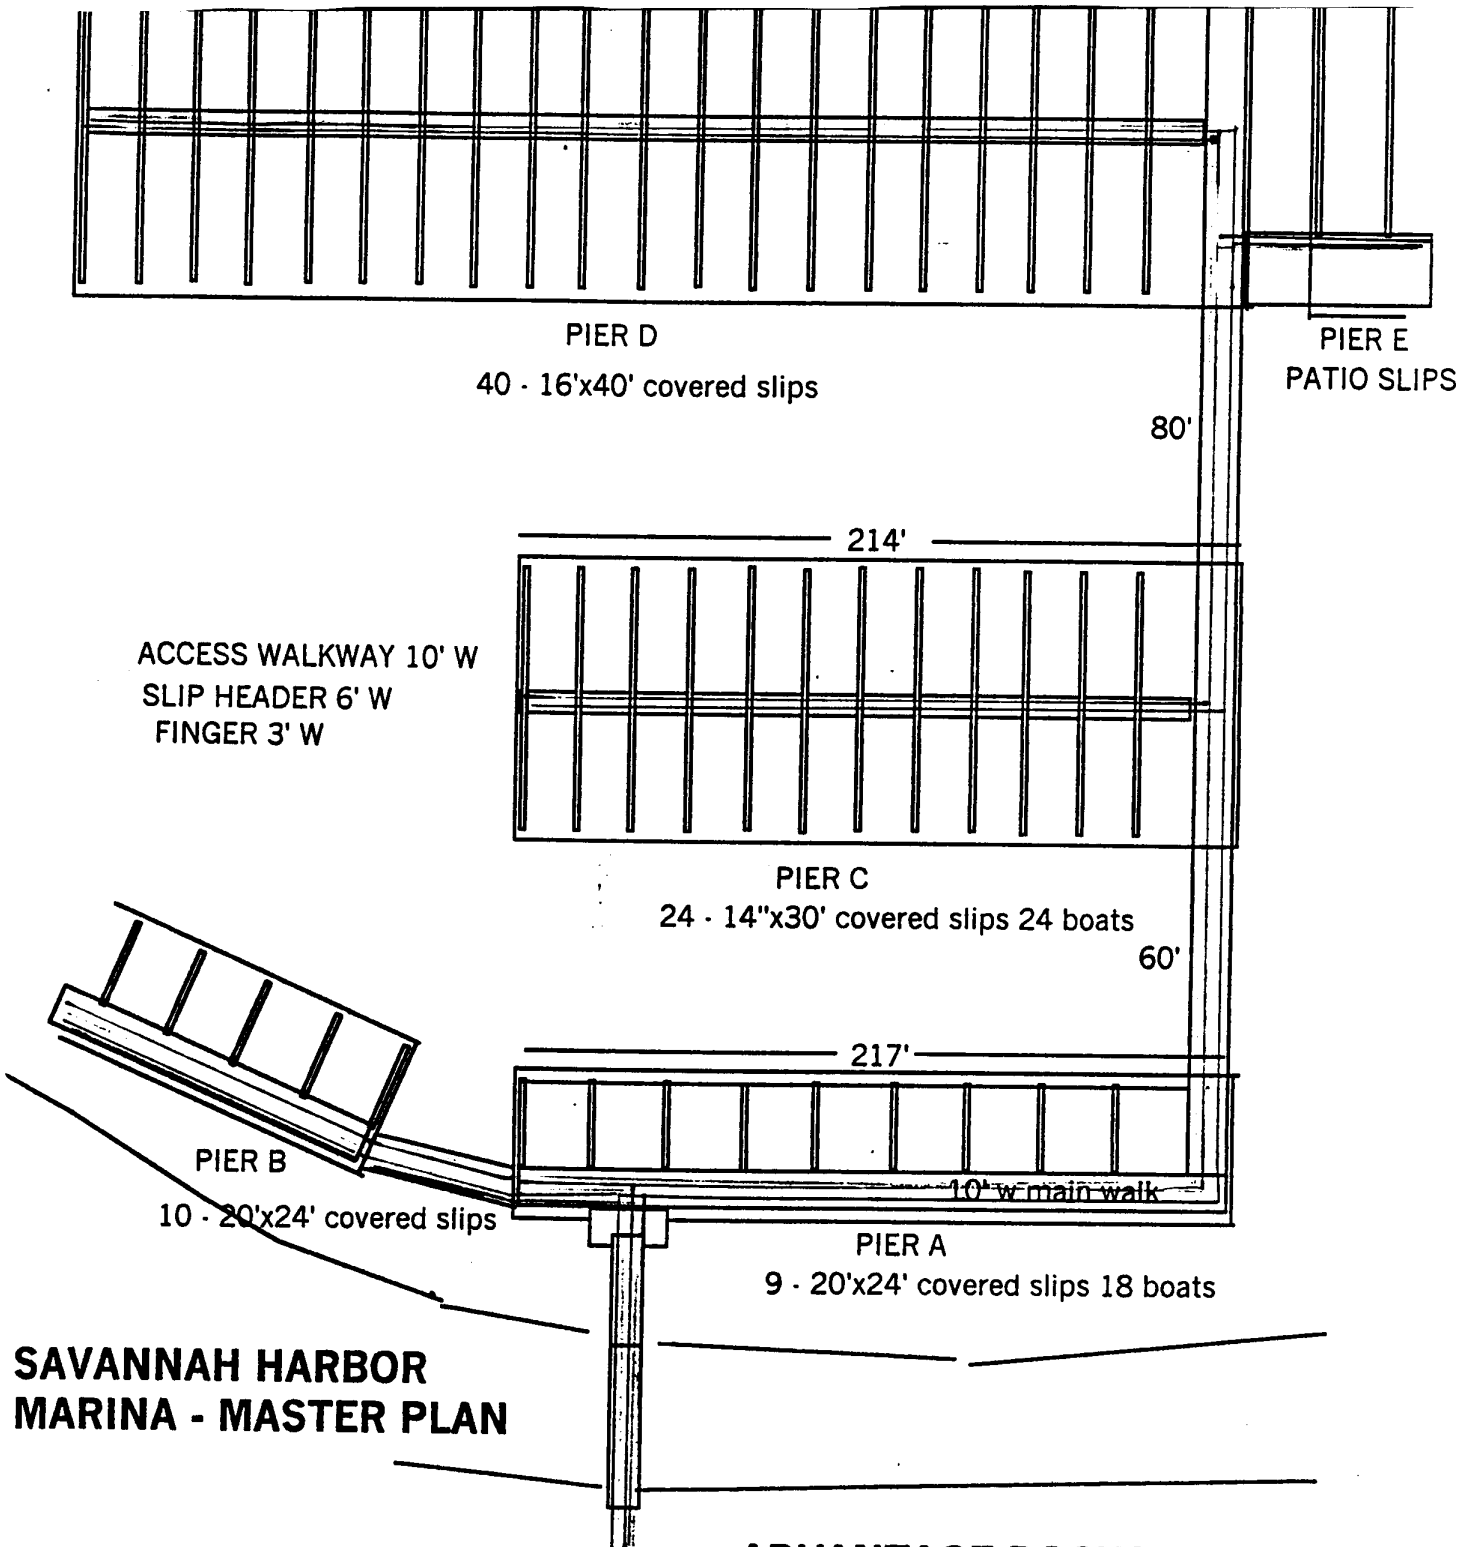 PIER D
40 - 16'x40' covered slips
PIER E
PATIO SLIPS
80'
214'
ACCESS WALKWAY 10' W
SLIP HEADER 6' W
FINGER 3' W
PIER C
24 - 14"x30' covered slips 24 boats
60'
217'
10' w main walk
PIER B
10 - 20'x24' covered slips
PIER A
9 - 20'x24' covered slips 18 boats
SAVANNAH HARBOR
MARINA - MASTER PLAN